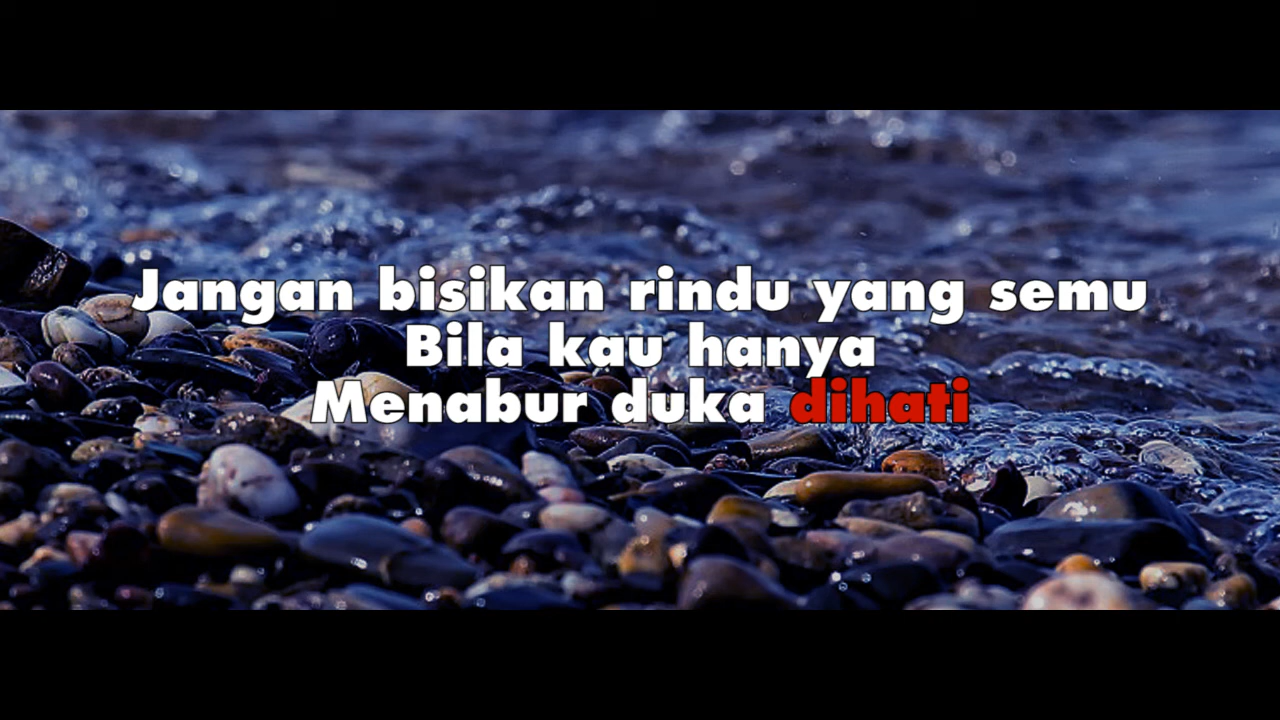 Jangan bisikan rindu yang semu
Bila kau hanya
Menabur duka dihati